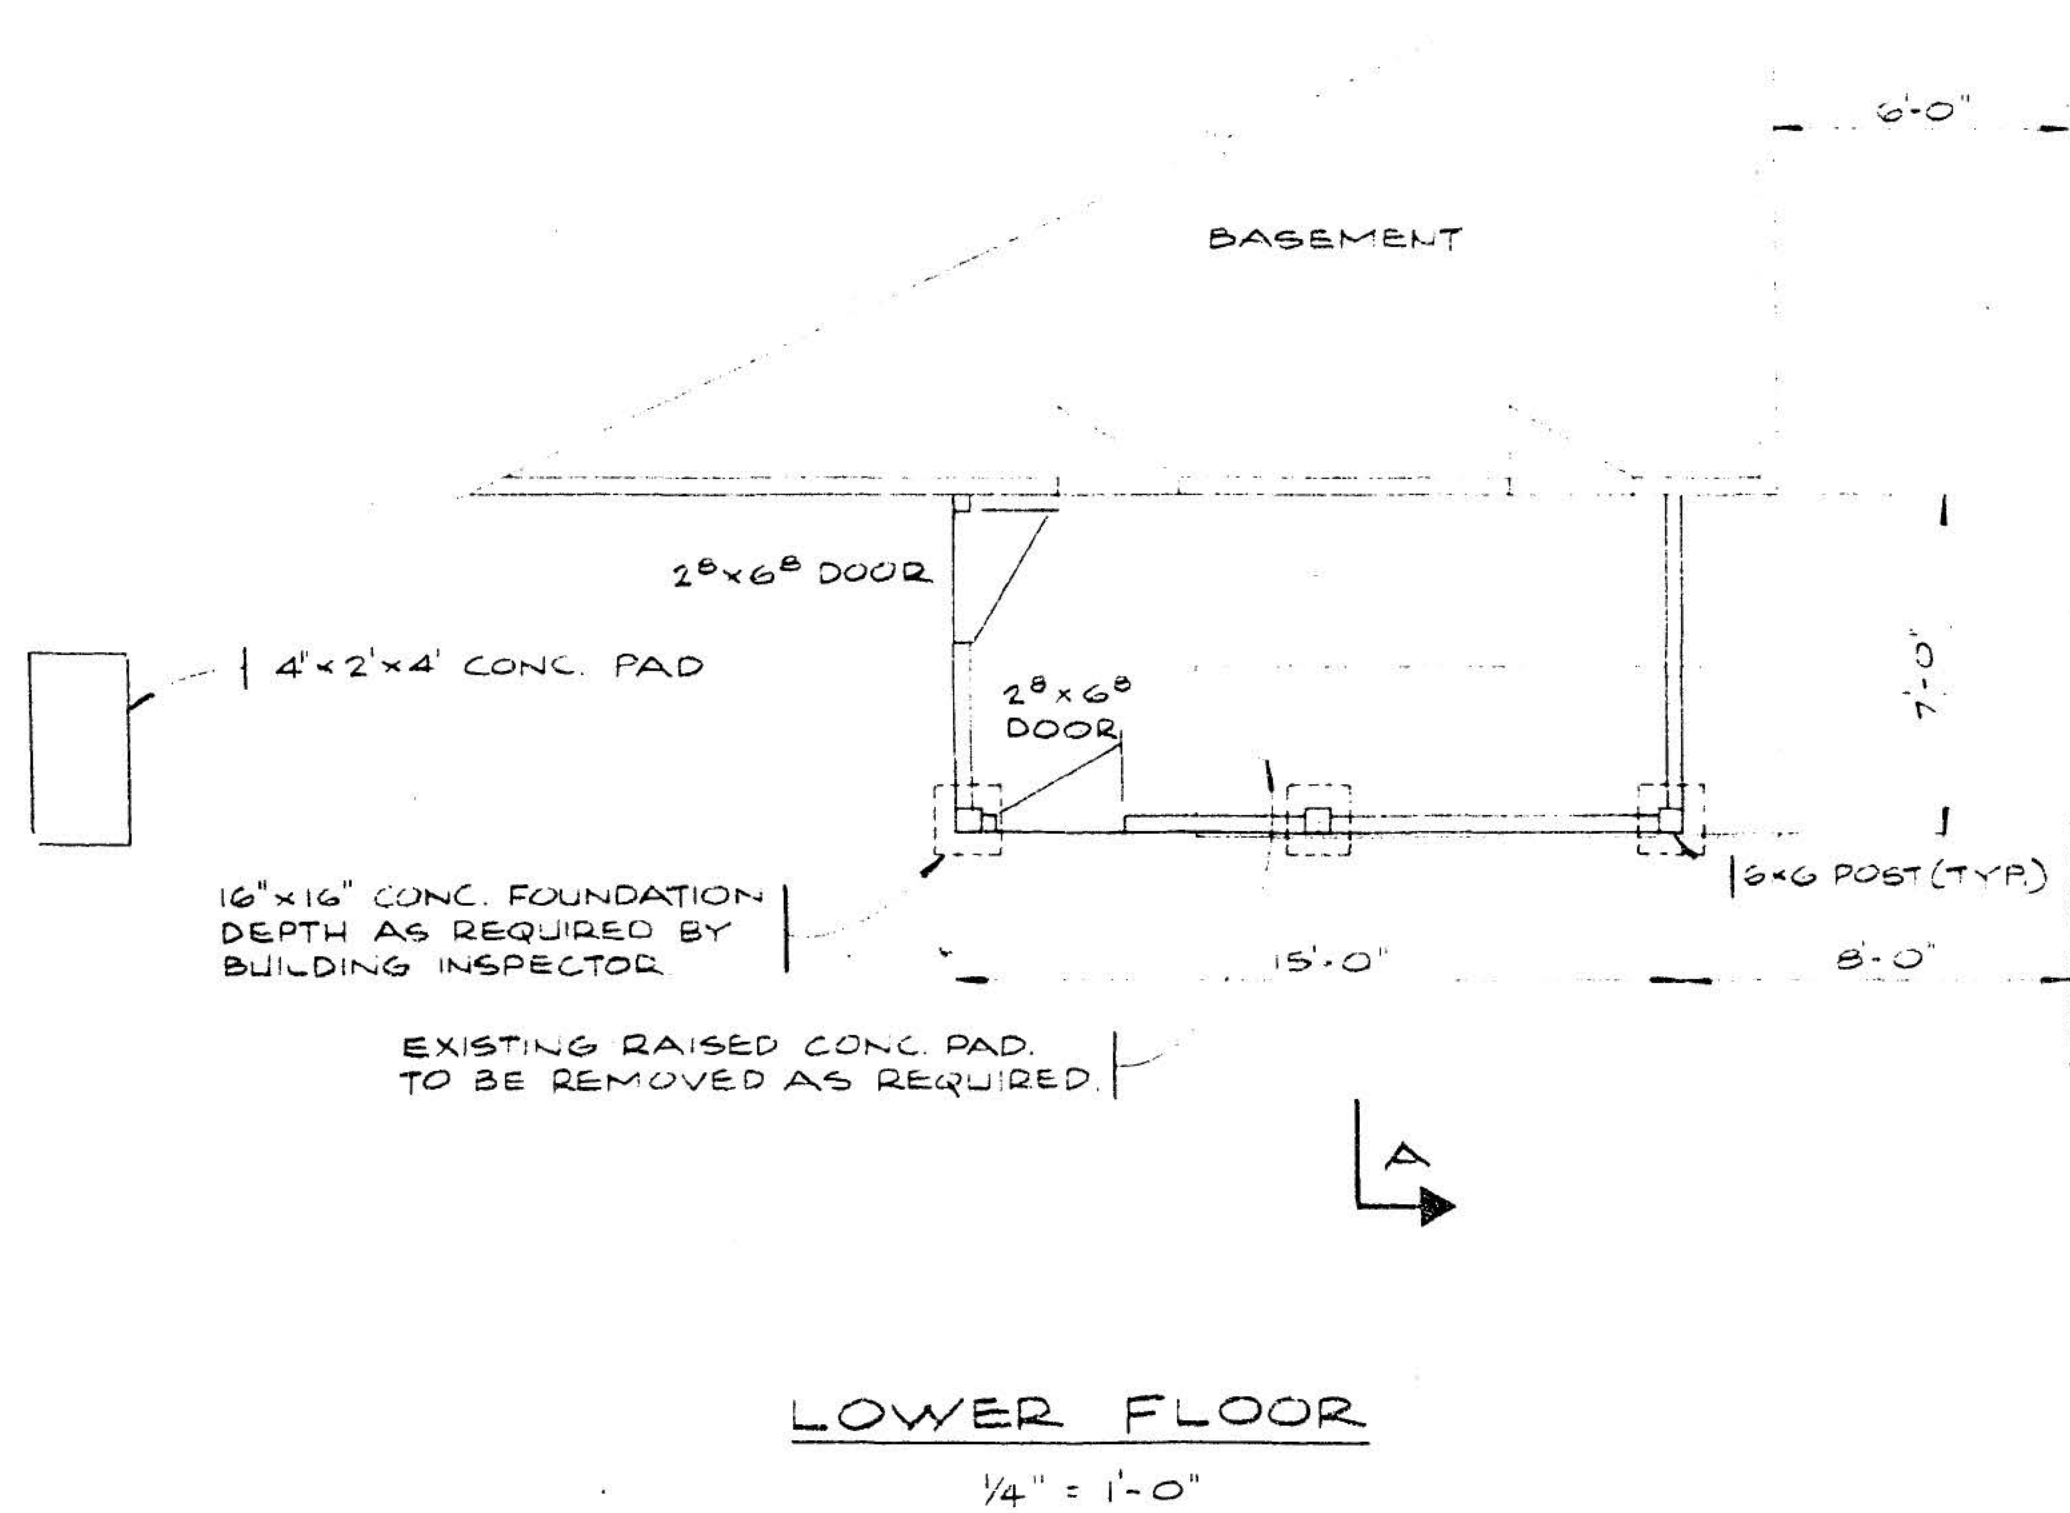 6'-0"
BASEMENT
2⁸x6⁸ DOOR
4"x2'x4' CONC. PAD
2⁸x6⁸
DOOR
7'-0"
6x6 POST (TYP.)
16"x16" CONC. FOUNDATION
DEPTH AS REQUIRED BY
BUILDING INSPECTOR
15'-0"
8'-0"
EXISTING RAISED CONC. PAD.
TO BE REMOVED AS REQUIRED.
A
LOWER FLOOR
1/4" = 1'-0"